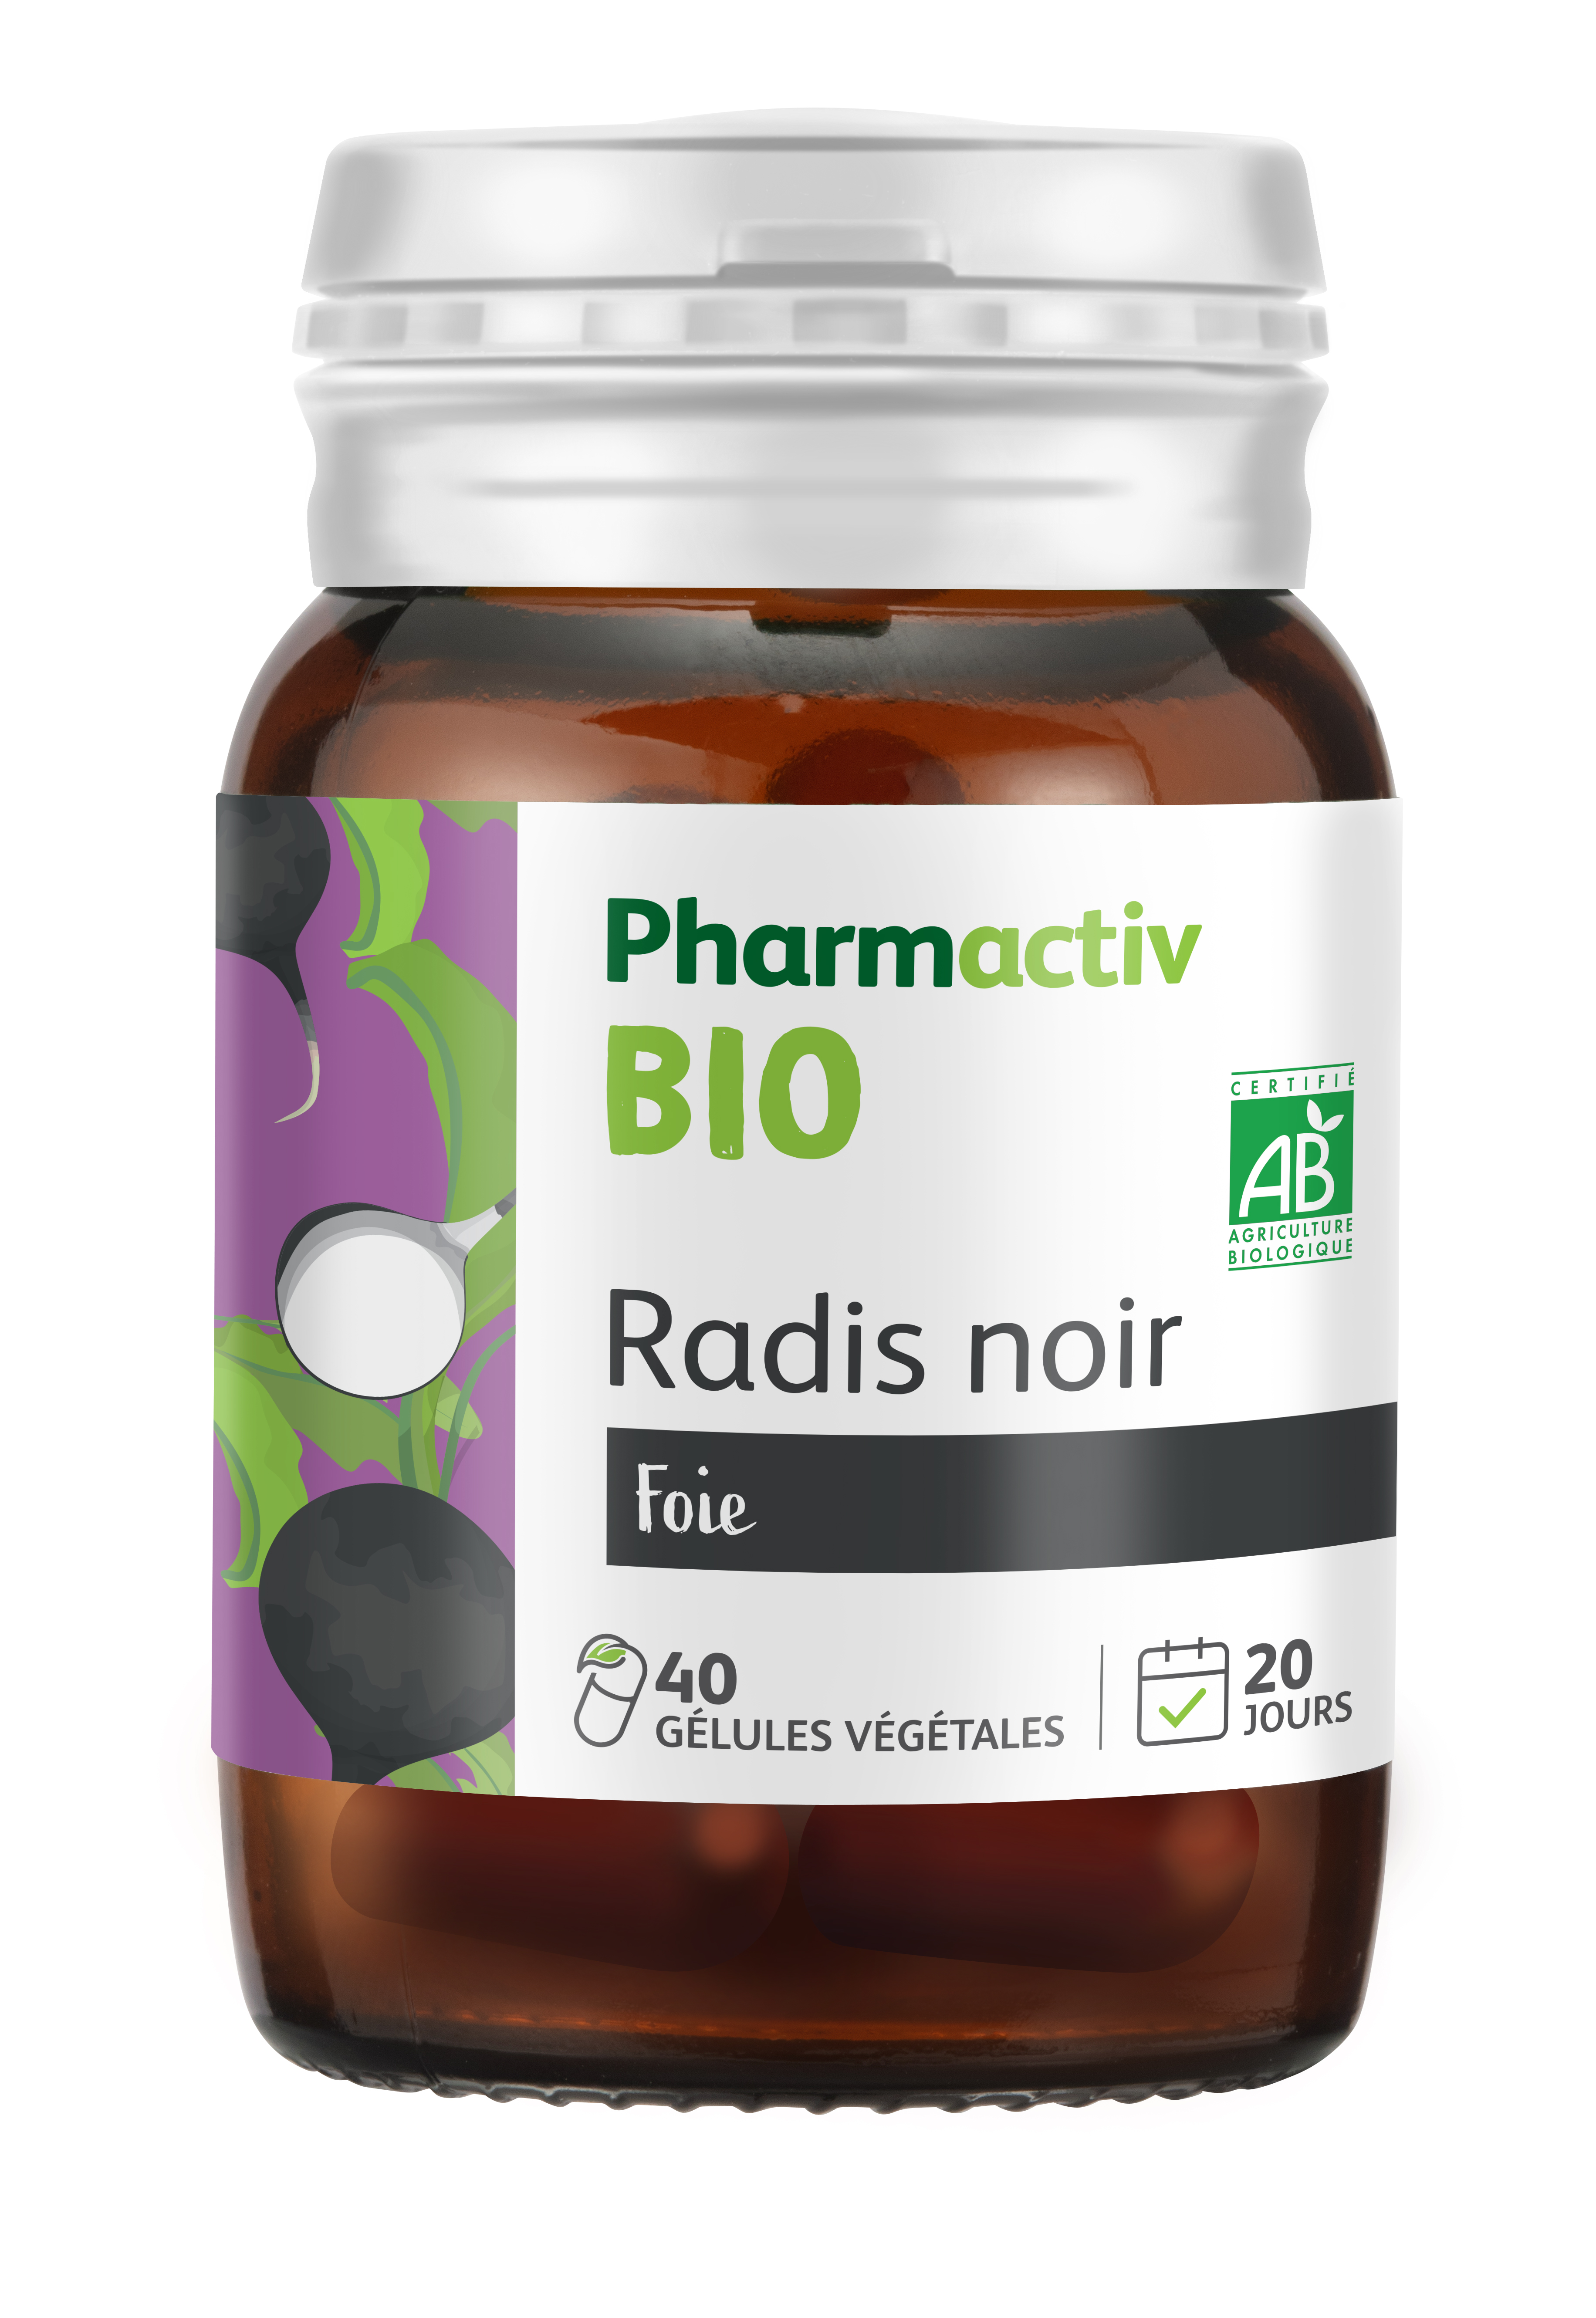 Pharmactiv
BIO
CERTIFIÉ
AB
AGRICULTURE
BIOLOGIQUE
Radis noir
Foie
40
GÉLULES VÉGÉTALES
20
JOURS